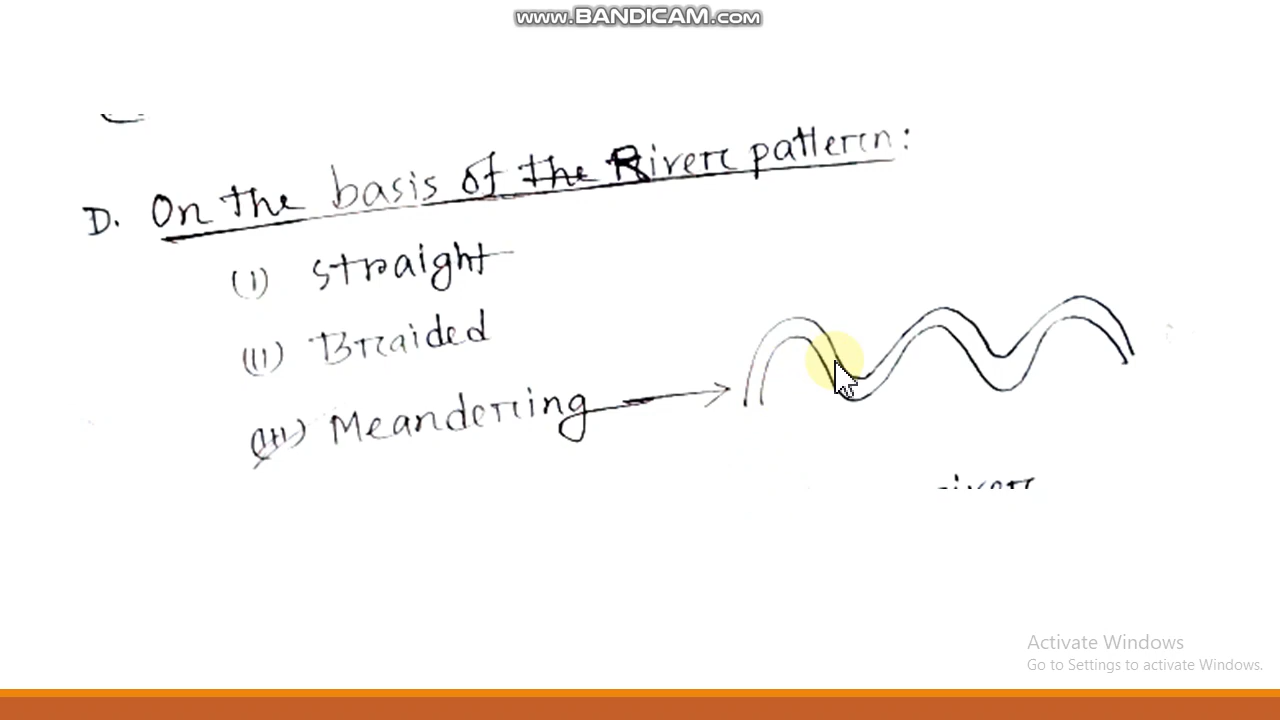 www.BANDICAM.com
D. On the basis of the River pattern:
(i) Straight
(ii) Braided
(iii) Meandering
Activate Windows
Go to Settings to activate Windows.